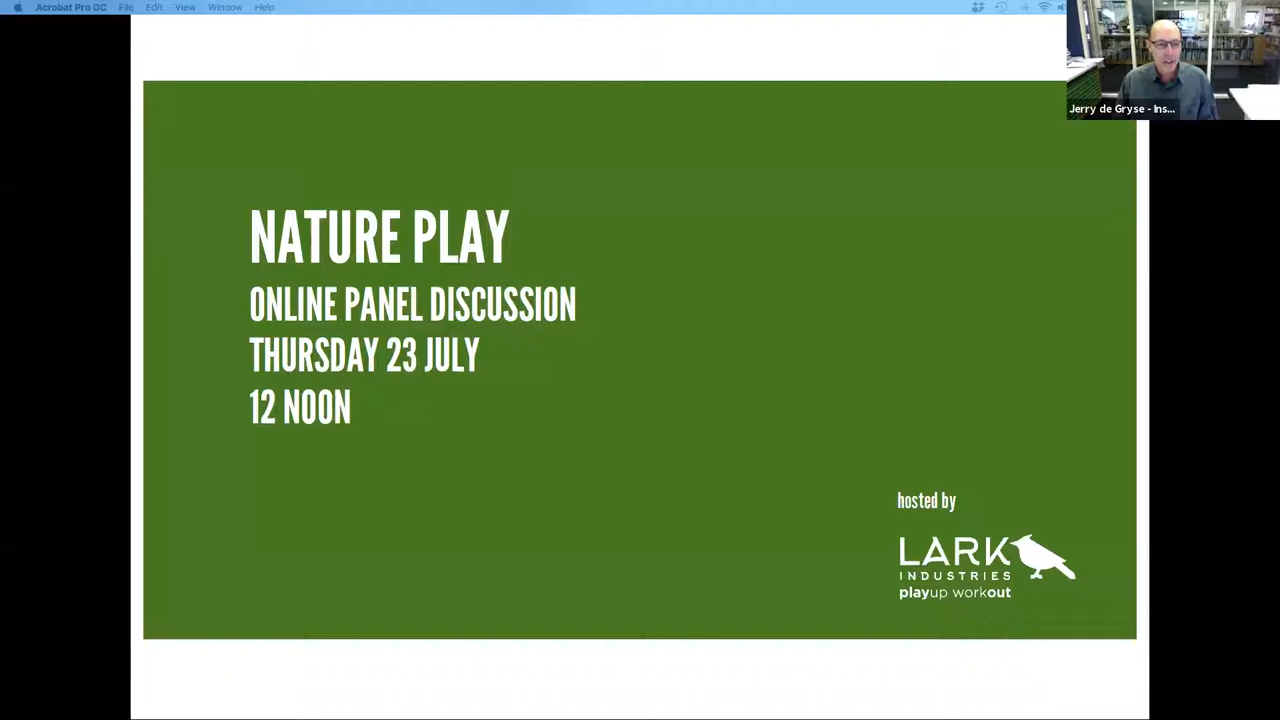 Acrobat Pro DC File Edit View Window Help
Jerry de Gryse - Ins...
NATURE PLAY
ONLINE PANEL DISCUSSION
THURSDAY 23 JULY
12 NOON
hosted by
LARK
INDUSTRIES
playup workout